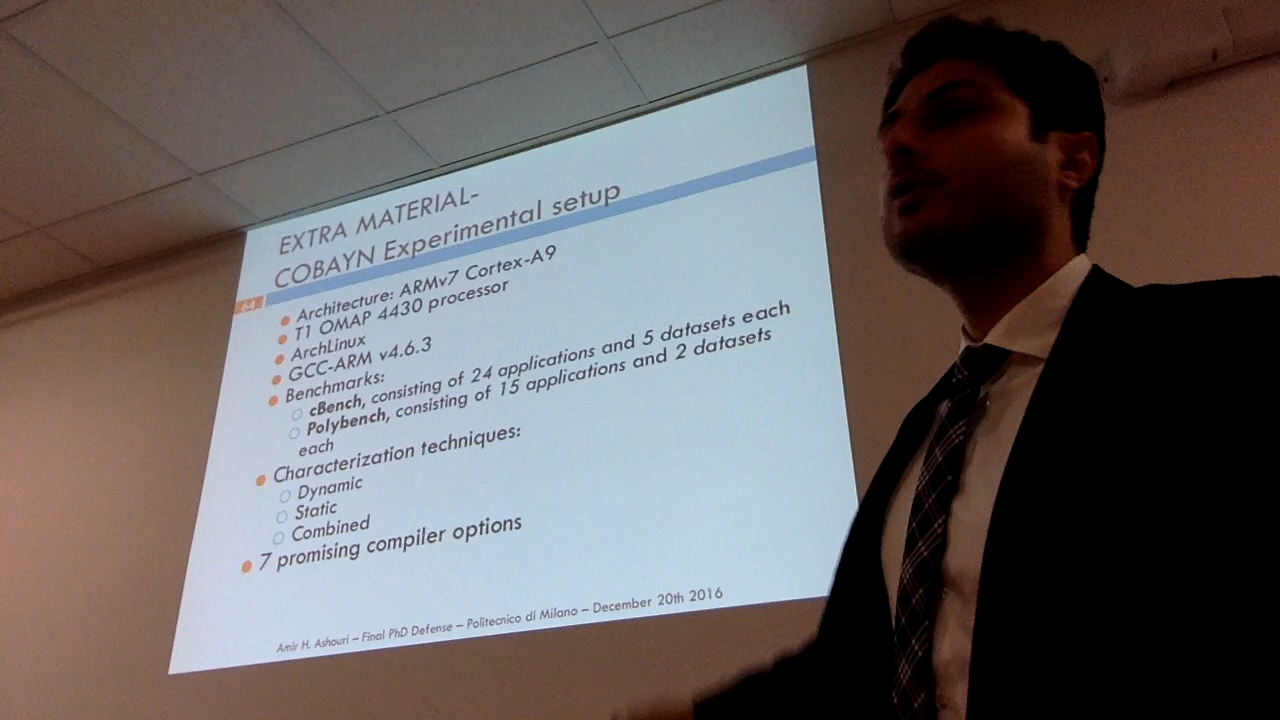 EXTRA MATERIAL-
COBAYN Experimental setup
64
Architecture: ARMv7 Cortex-A9
T1 OMAP 4430 processor
ArchLinux
GCC-ARM v4.6.3
Benchmarks:
cBench, consisting of 24 applications and 5 datasets each
Polybench, consisting of 15 applications and 2 datasets
each
Characterization techniques:
Dynamic
Static
Combined
7 promising compiler options
Amir H. Ashouri – Final PhD Defense – Politecnico di Milano – December 20th 2016